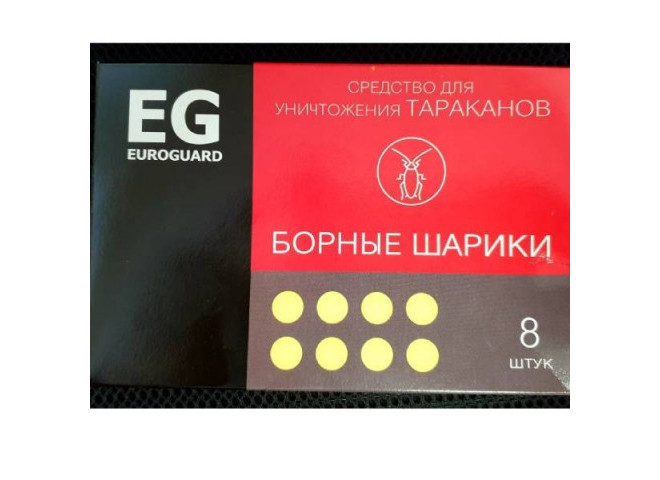 EG
EUROGUARD
СРЕДСТВО ДЛЯ
УНИЧТОЖЕНИЯ ТАРАКАНОВ
БОРНЫЕ ШАРИКИ
8
ШТУК